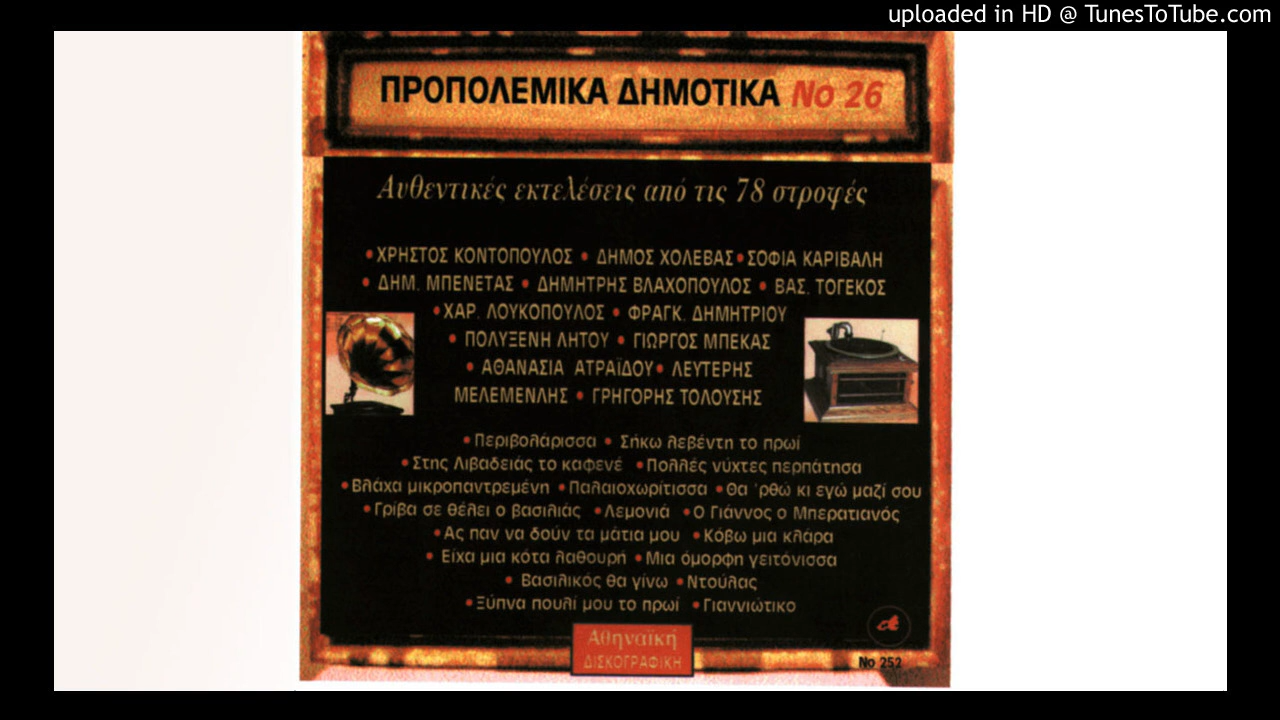 uploaded in HD @ TunesToTube.com
ΠΡΟΠΟΛΕΜΙΚΑ ΔΗΜΟΤΙΚΑ No 26
Αυθεντικές εκτελέσεις από τις 78 στροφές
•ΧΡΗΣΤΟΣ ΚΟΝΤΟΠΟΥΛΟΣ • ΔΗΜΟΣ ΧΟΛΕΒΑΣ•ΣΟΦΙΑ ΚΑΡΙΒΑΛΗ
• ΔΗΜ. ΜΠΕΝΕΤΑΣ • ΔΗΜΗΤΡΗΣ ΒΛΑΧΟΠΟΥΛΟΣ • ΒΑΣ. ΤΟΓΕΚΟΣ
•ΧΑΡ. ΛΟΥΚΟΠΟΥΛΟΣ • ΦΡΑΓΚ. ΔΗΜΗΤΡΙΟΥ
• ΠΟΛΥΞΕΝΗ ΛΗΤΟΥ • ΓΙΩΡΓΟΣ ΜΠΕΚΑΣ
• ΑΘΑΝΑΣΙΑ ΑΤΡΑΪΔΟΥ• ΛΕΥΤΕΡΗΣ
ΜΕΛΕΜΕΝΛΗΣ • ΓΡΗΓΟΡΗΣ ΤΟΛΟΥΣΗΣ
•Περιβολάρισσα • Σήκω λεβέντη το πρωί
•Στης Λιβαδειάς το καφενέ •Πολλές νύχτες περπάτησα
•Βλάχα μικροπαντρεμένη •Παλαιοχωρίτισσα •Θα 'ρθώ κι εγώ μαζί σου
•Γρίβα σε θέλει ο βασιλιάς •Λεμονιά •Ο Γιάννος ο Μπερατιανός
•Ας παν να δούν τα μάτια μου •Κόβω μια κλάρα
• Είχα μια κότα λαθουρή •Μια όμορφη γειτόνισσα
• Βασιλικός θα γίνω •Ντούλας
•Ξύπνα πουλί μου το πρωί •Γιαννιώτικο
Αθηναϊκή
ΔΙΣΚΟΓΡΑΦΙΚΗ
No 252